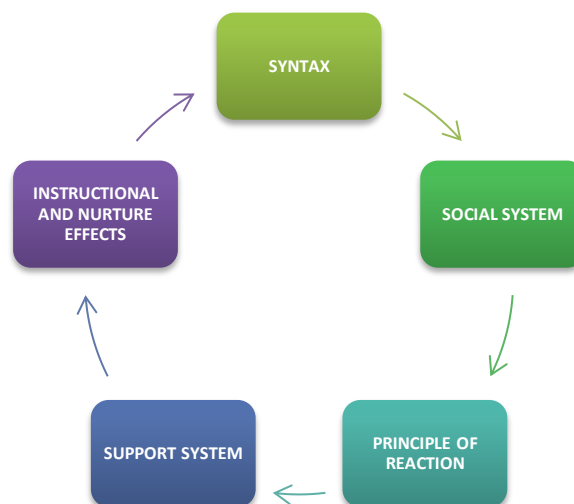 SYNTAX
SOCIAL SYSTEM
PRINCIPLE OF
REACTION
SUPPORT SYSTEM
INSTRUCTIONAL
AND NURTURE
EFFECTS